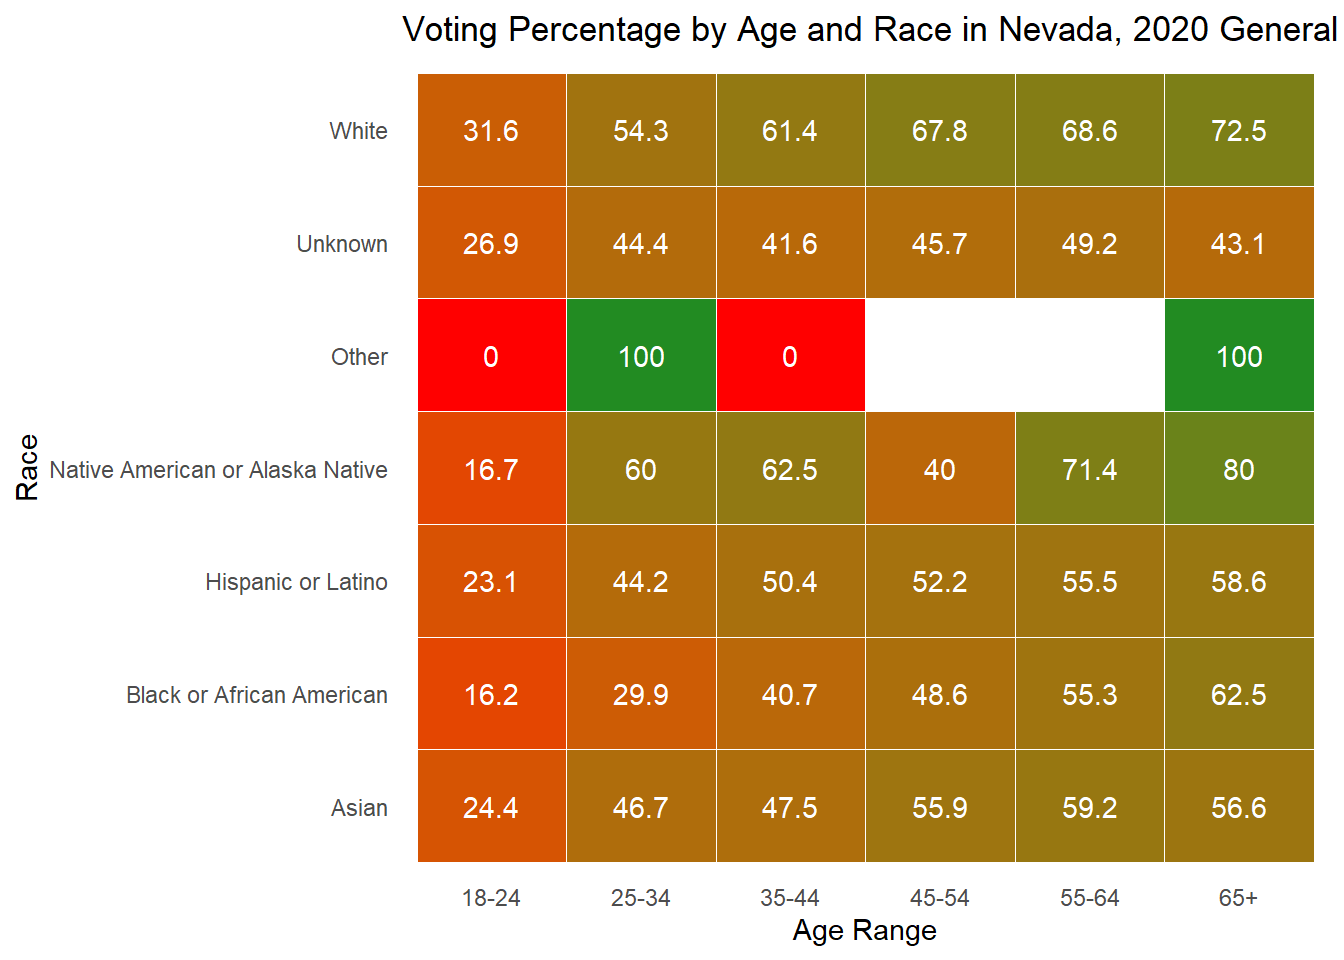 Voting Percentage by Age and Race in Nevada, 2020 General
White 31.6 54.3 61.4 67.8 68.6 72.5
Unknown 26.9 44.4 41.6 45.7 49.2 43.1
Other 0 100 0 100
Race
Native American or Alaska Native 16.7 60 62.5 40 71.4 80
Hispanic or Latino 23.1 44.2 50.4 52.2 55.5 58.6
Black or African American 16.2 29.9 40.7 48.6 55.3 62.5
Asian 24.4 46.7 47.5 55.9 59.2 56.6
18-24 25-34 35-44 45-54 55-64 65+
Age Range